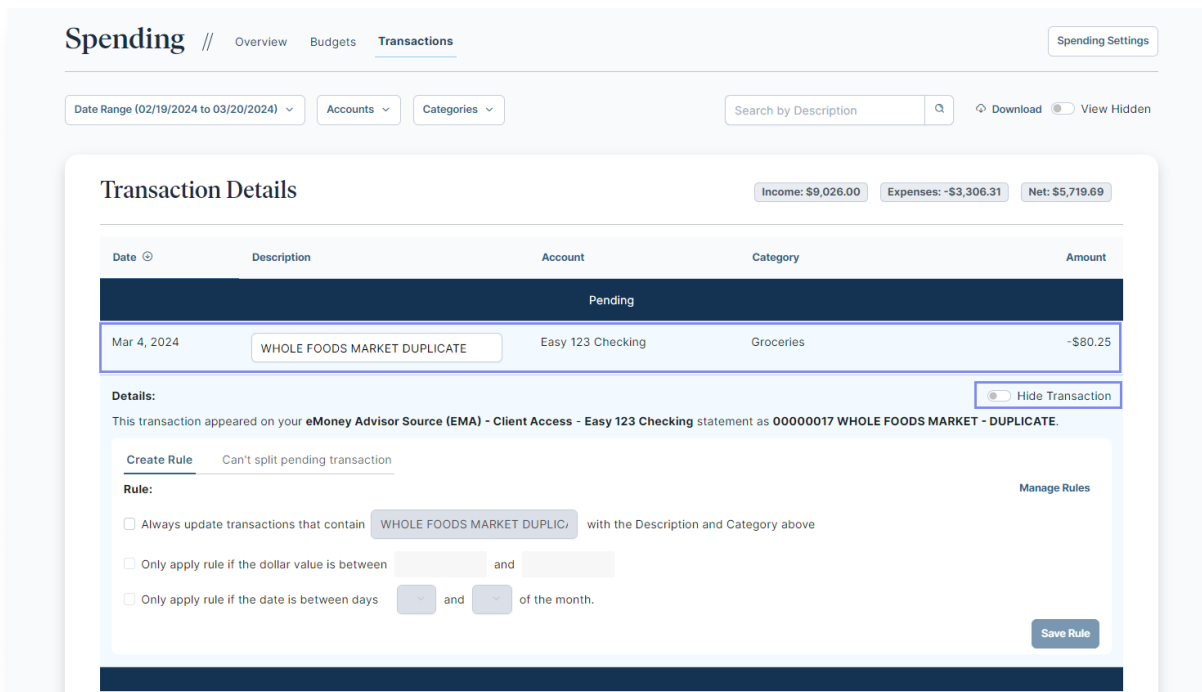 Spending // Overview Budgets Transactions Spending Settings
Date Range (02/19/2024 to 03/20/2024) Accounts Categories Search by Description Download View Hidden
Transaction Details Income: $9,026.00 Expenses: -$3,306.31 Net: $5,719.69
Date Description Account Category Amount
Pending
Mar 4, 2024 WHOLE FOODS MARKET DUPLICATE Easy 123 Checking Groceries -$80.25
Details: Hide Transaction
This transaction appeared on your eMoney Advisor Source (EMA) - Client Access - Easy 123 Checking statement as 00000017 WHOLE FOODS MARKET - DUPLICATE.
Create Rule Can't split pending transaction
Rule: Manage Rules
Always update transactions that contain WHOLE FOODS MARKET DUPLIC with the Description and Category above
Only apply rule if the dollar value is between and
Only apply rule if the date is between days and of the month.
Save Rule